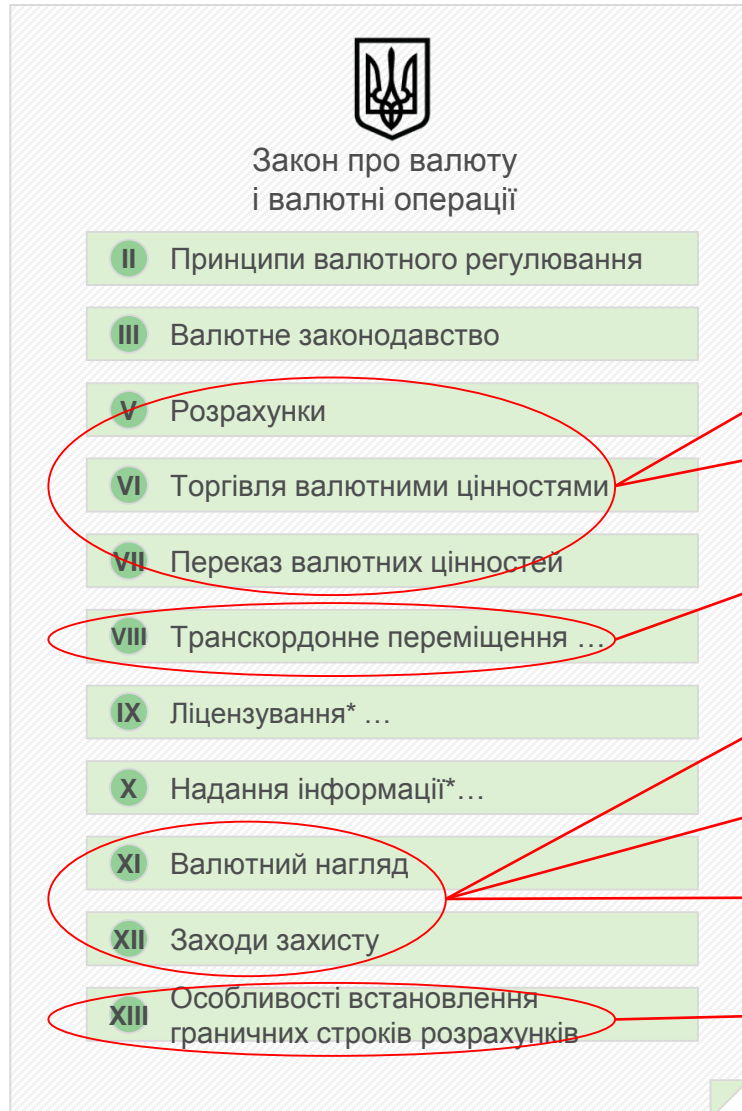 Закон про валюту
і валютні операції
II Принципи валютного регулювання
III Валютне законодавство
V Розрахунки
VI Торгівля валютними цінностями
VII Переказ валютних цінностей
VIII Транскордонне переміщення ...
IX Ліцензування* ...
X Надання інформації*...
XI Валютний нагляд
XII Заходи захисту
XIII Особливості встановлення
граничних строків розрахунків